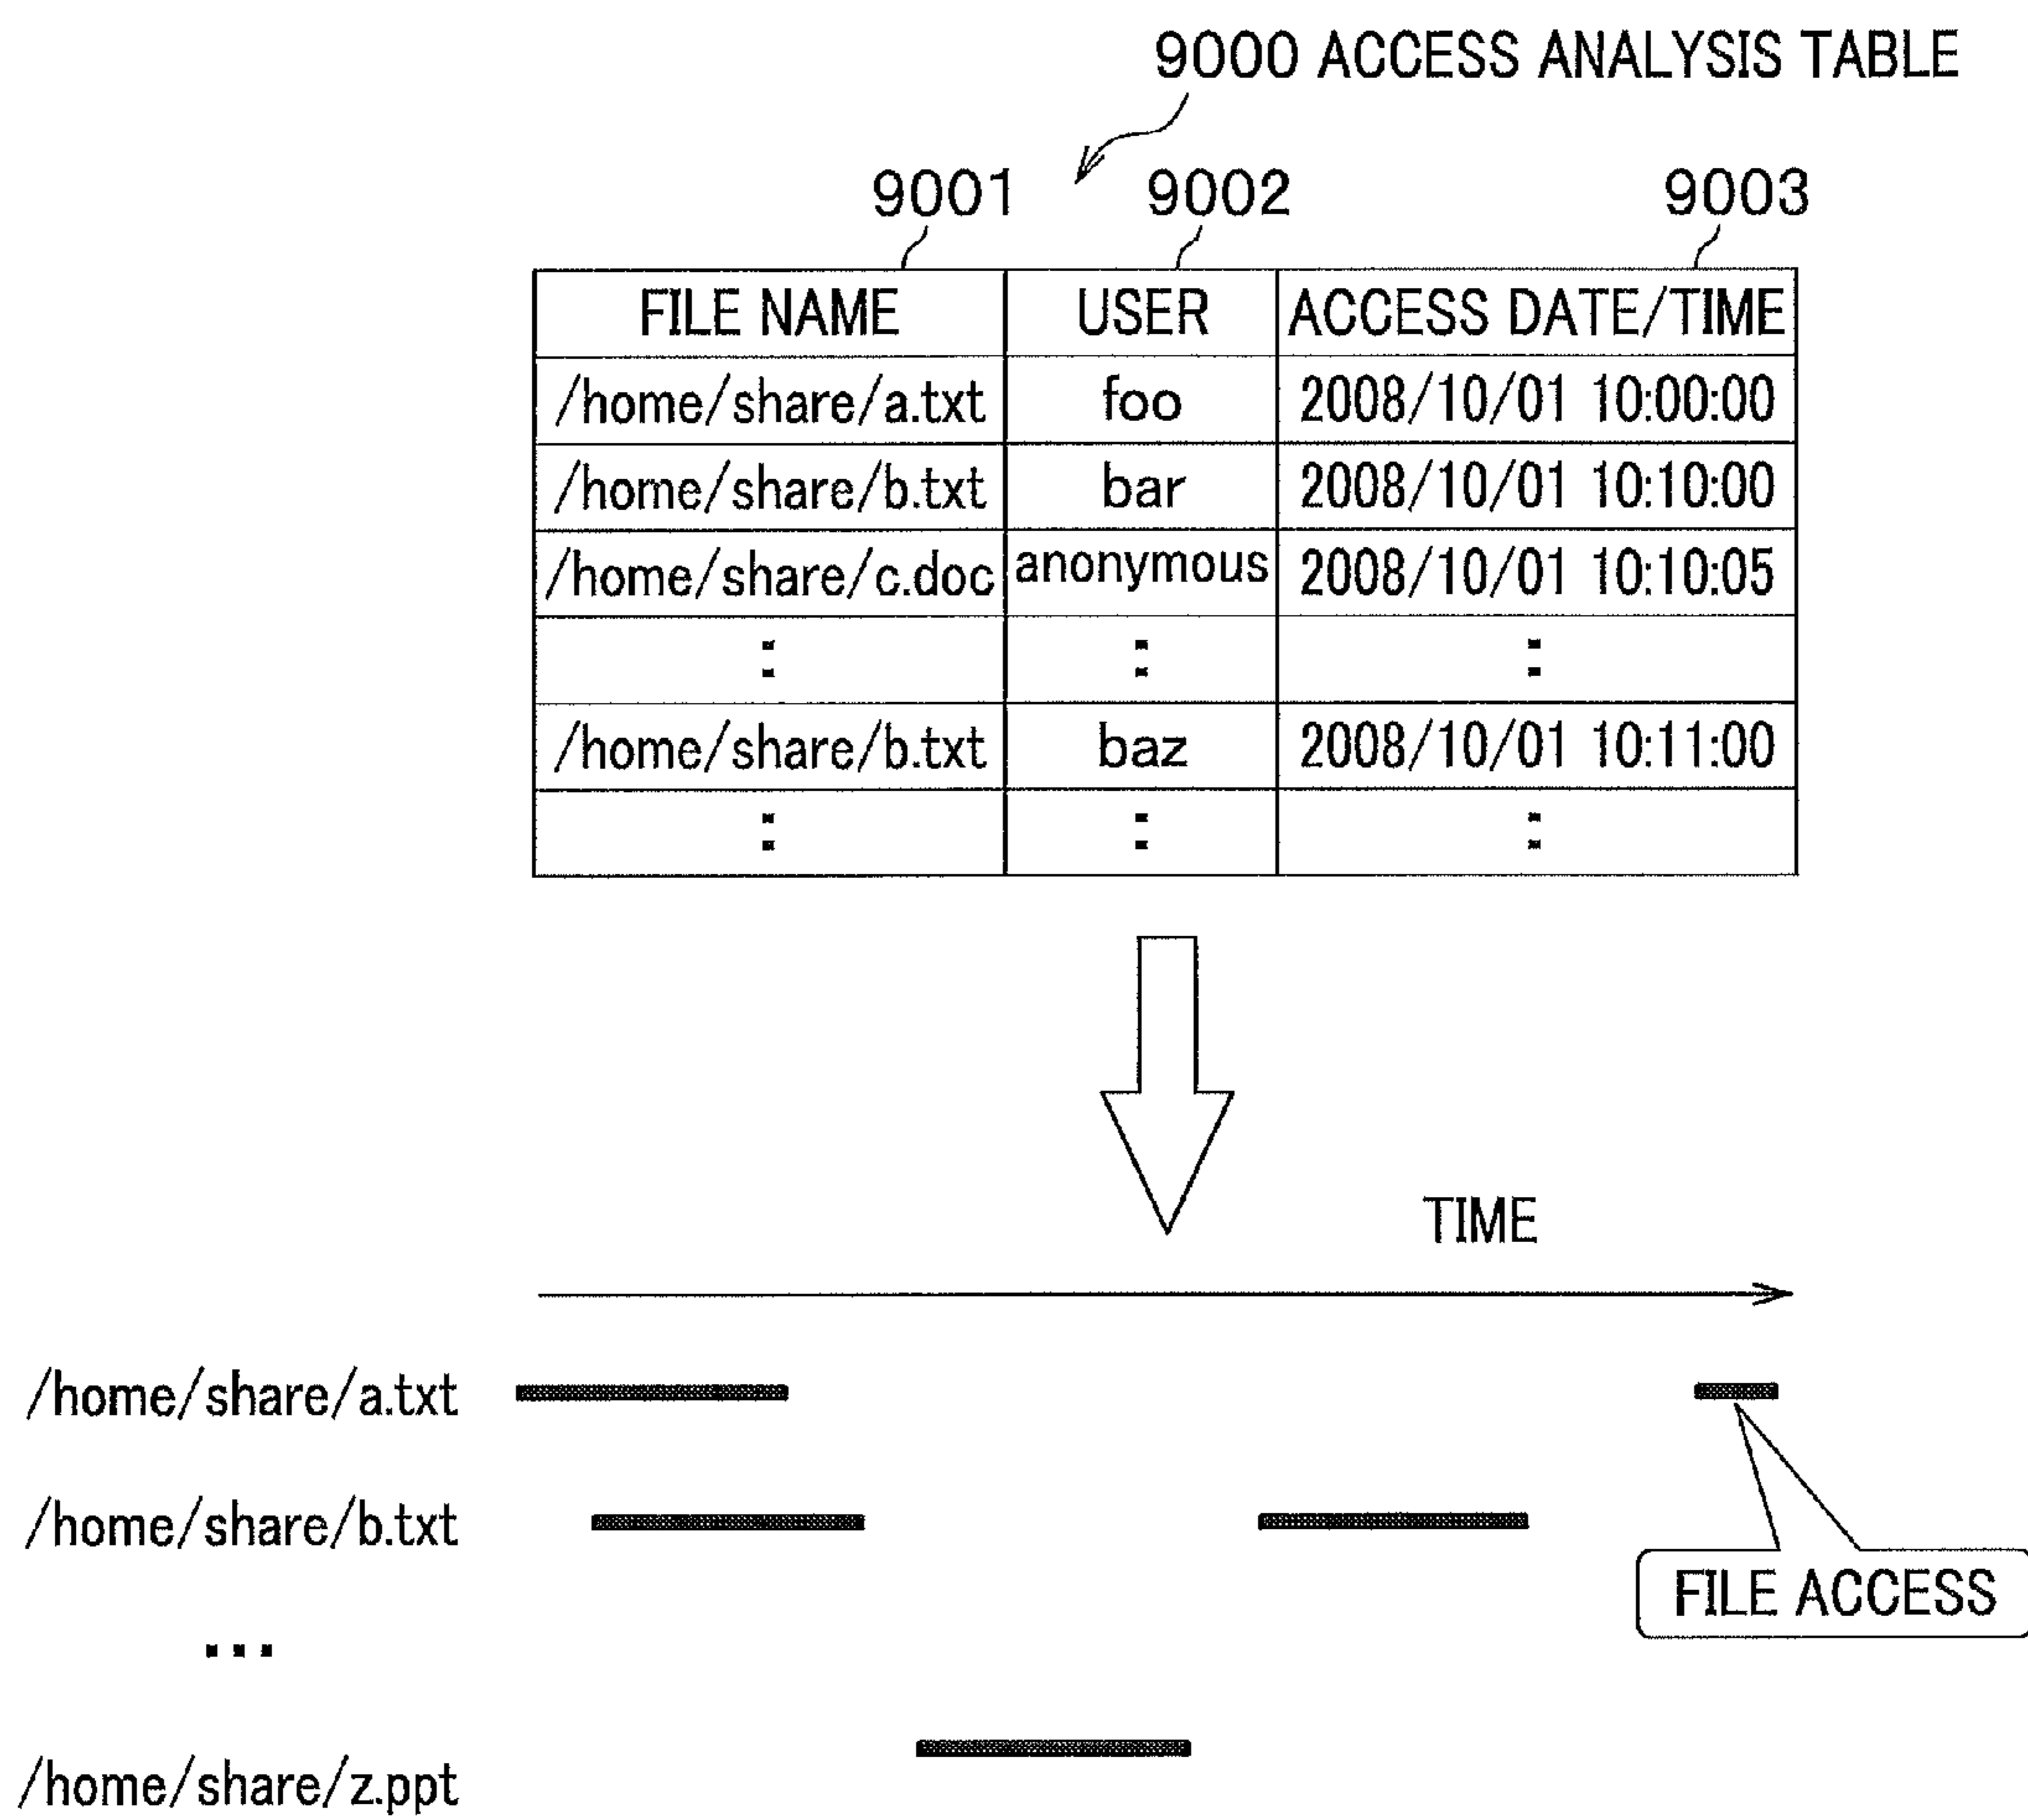 9000 ACCESS ANALYSIS TABLE
9001 9002 9003
FILE NAME USER ACCESS DATE/TIME
/home/share/a.txt foo 2008/10/01 10:00:00
/home/share/b.txt bar 2008/10/01 10:10:00
/home/share/c.doc anonymous 2008/10/01 10:10:05
: : :
/home/share/b.txt baz 2008/10/01 10:11:00
: : :
TIME
/home/share/a.txt
/home/share/b.txt
FILE ACCESS
...
/home/share/z.ppt